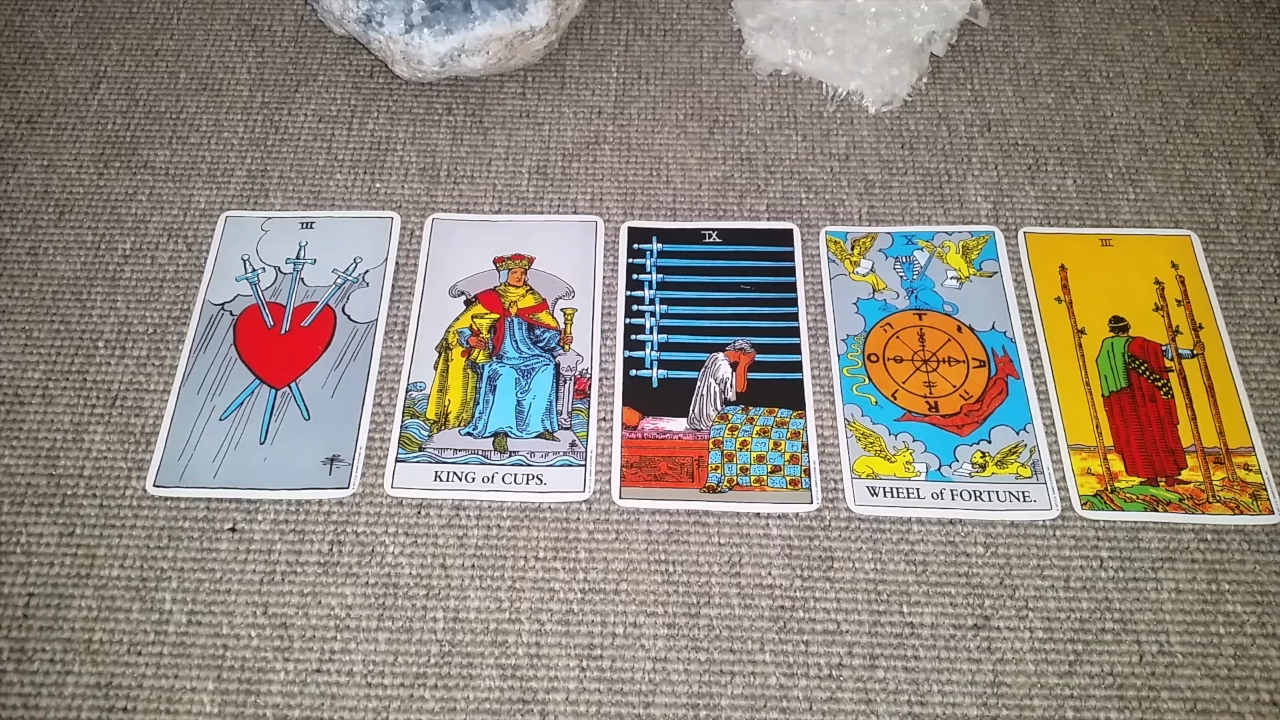 III
KING of CUPS.
IX
X
T
A
R
O
WHEEL of FORTUNE.
III